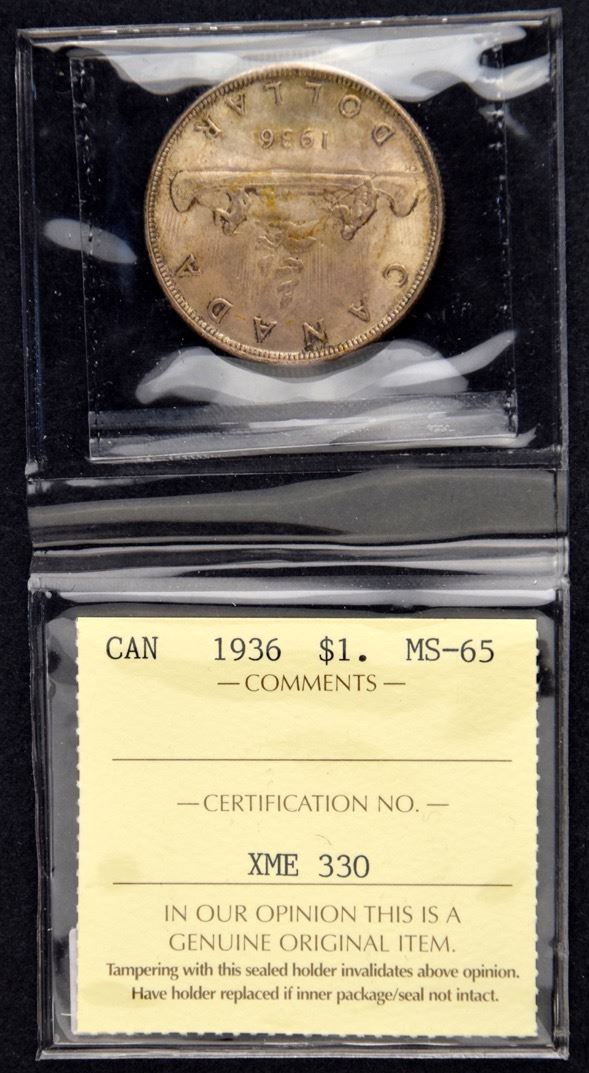 DOLLAR
1936
CANADA
CAN 1936 $1. MS-65
— COMMENTS —
— CERTIFICATION NO. —
XME 330
IN OUR OPINION THIS IS A
GENUINE ORIGINAL ITEM.
Tampering with this sealed holder invalidates above opinion.
Have holder replaced if inner package/seal not intact.